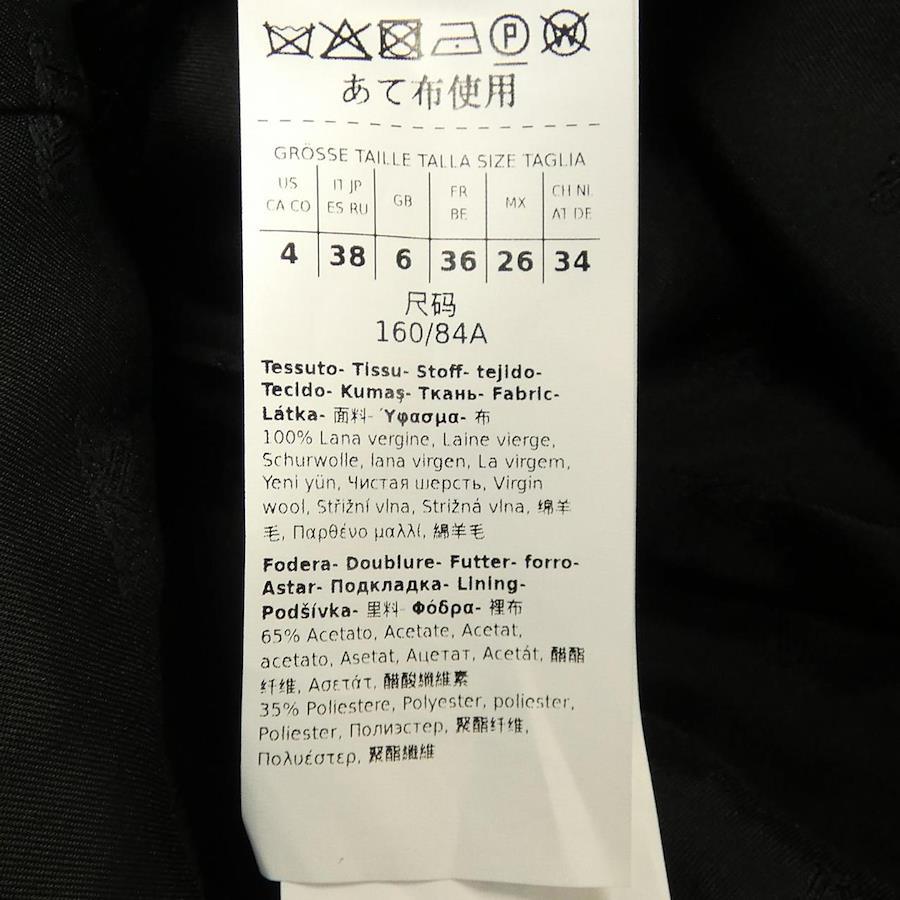 P W
あて布使用
GRÖSSE TAILLE TALLA SIZE TAGLIA
US CA CO | IT JP ES RU | GB | FR BE | MX | CH NL AT DE
4 | 38 | 6 | 36 | 26 | 34
尺码
160/84A
Tessuto- Tissu- Stoff- tejido-
Tecido- Kumaş- Ткань- Fabric-
Látka- 面料- Ύφασμα- 布
100% Lana vergine, Laine vierge,
Schurwolle, lana virgen, La virgem,
Yeni yün, Чистая шерсть, Virgin
wool, Střižní vlna, Strižná vlna, 绵羊
毛, Παρθένο μαλλί, 綿羊毛
Fodera- Doublure- Futter- forro-
Astar- Подкладка- Lining-
Podšívka- 里料- Φόδρα- 裡布
65% Acetato, Acetate, Acetat,
acetato, Asetat, Ацетат, Acetát, 醋酯
纤维, Ασετάτ, 醋酸纖維素
35% Poliestere, Polyester, poliester,
Poliester, Полиэстер, 聚酯纤维,
Πολυέστερ, 聚酯纖維